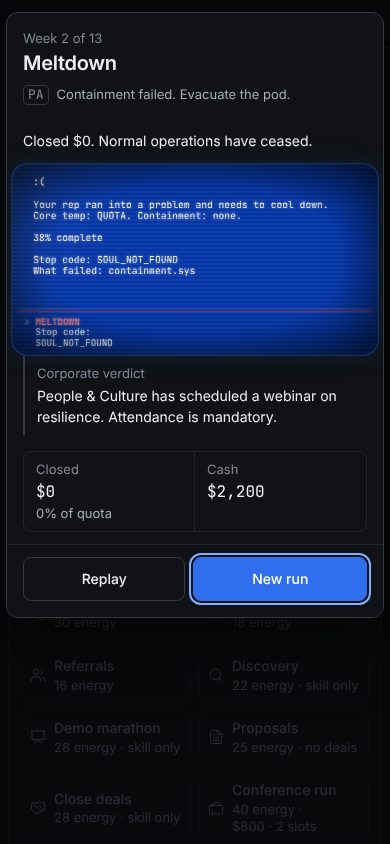 Week 2 of 13
Meltdown
PA Containment failed. Evacuate the pod.
Closed $0. Normal operations have ceased.
:(
Your rep ran into a problem and needs to cool down.
Core temp: QUOTA. Containment: none.
38% complete
Stop code: SOUL_NOT_FOUND
What failed: containment.sys
> MELTDOWN
Stop code:
SOUL_NOT_FOUND
Corporate verdict
People & Culture has scheduled a webinar on
resilience. Attendance is mandatory.
Closed
$0
0% of quota
Cash
$2,200
Replay
New run
30 energy
18 energy
Referrals
16 energy
Discovery
22 energy · skill only
Demo marathon
28 energy · skill only
Proposals
25 energy · no deals
Close deals
28 energy · skill only
Conference run
40 energy ·
$800 · 2 slots